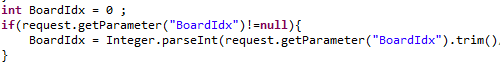 int BoardIdx = 0 ;
if(request.getParameter("BoardIdx")!=null){
BoardIdx = Integer.parseInt(request.getParameter("BoardIdx").trim()
}